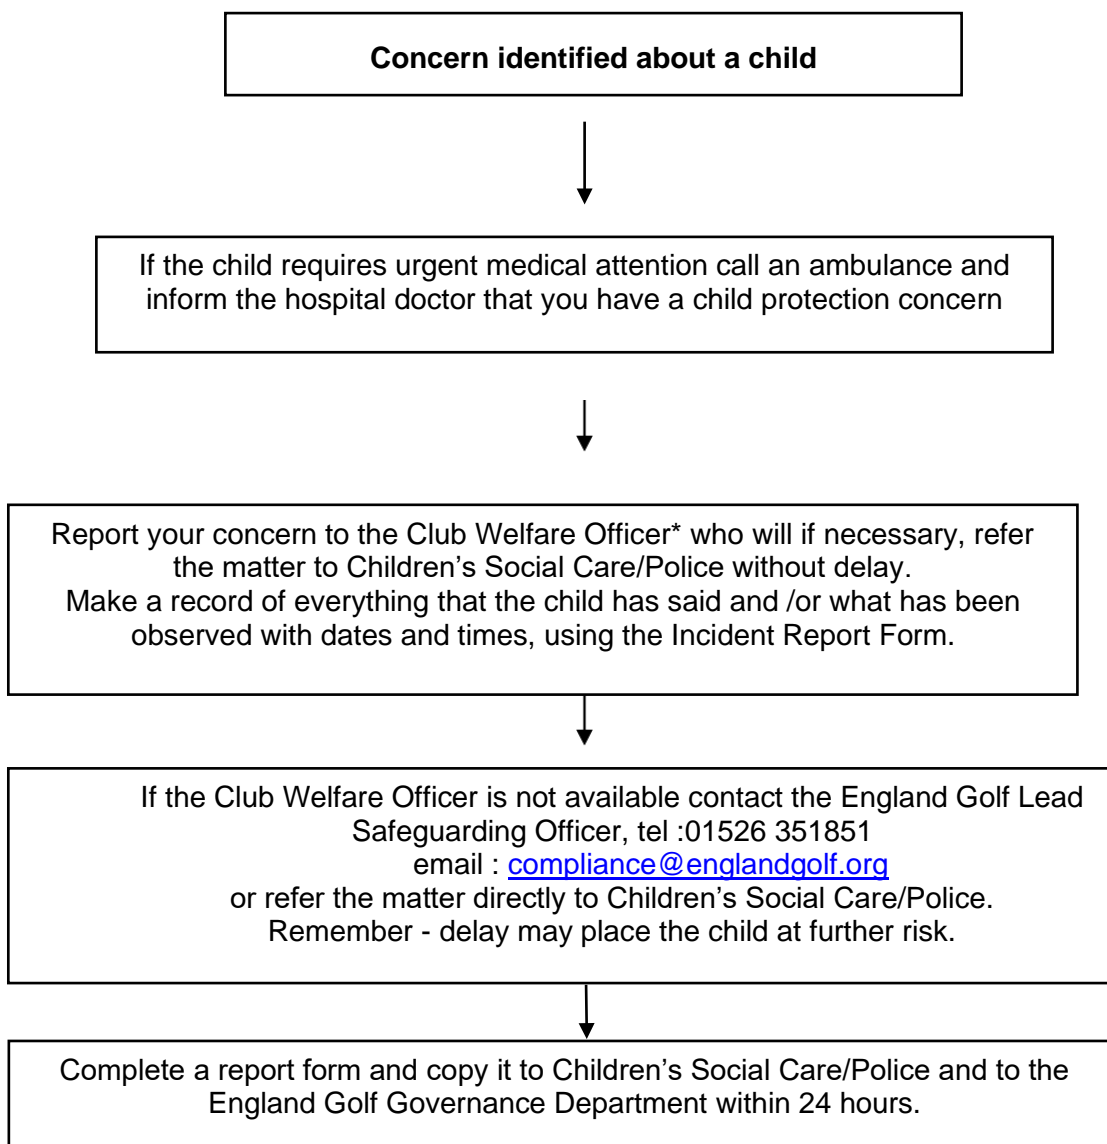 Concern identified about a child
If the child requires urgent medical attention call an ambulance and
inform the hospital doctor that you have a child protection concern
Report your concern to the Club Welfare Officer* who will if necessary, refer
the matter to Children’s Social Care/Police without delay.
Make a record of everything that the child has said and /or what has been
observed with dates and times, using the Incident Report Form.
If the Club Welfare Officer is not available contact the England Golf Lead
Safeguarding Officer, tel :01526 351851
email : compliance@englandgolf.org
or refer the matter directly to Children’s Social Care/Police.
Remember - delay may place the child at further risk.
Complete a report form and copy it to Children’s Social Care/Police and to the
England Golf Governance Department within 24 hours.